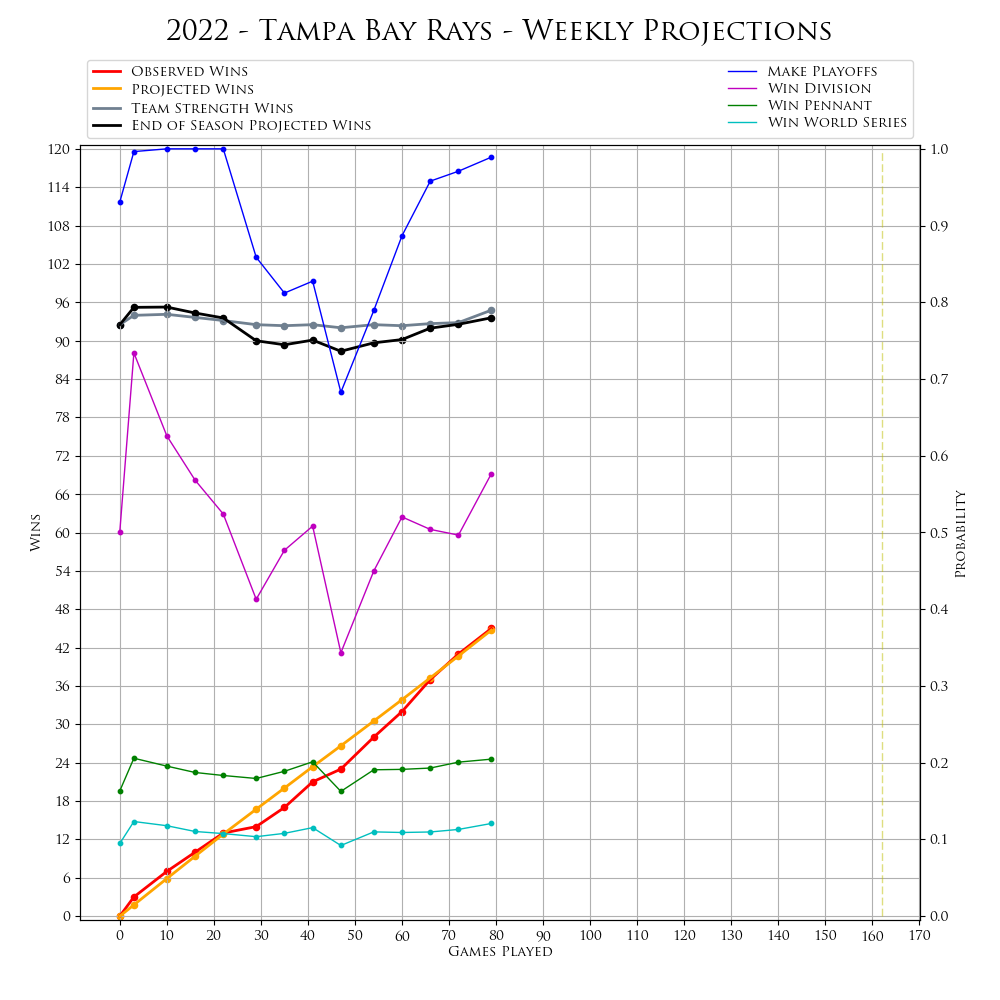 2022 - Tampa Bay Rays - Weekly Projections
Observed Wins
Projected Wins
Team Strength Wins
End of Season Projected Wins
Make Playoffs
Win Division
Win Pennant
Win World Series
120
114
108
102
96
90
84
78
72
66
60
54
48
42
36
30
24
18
12
6
0
Wins
1.0
0.9
0.8
0.7
0.6
0.5
0.4
0.3
0.2
0.1
0.0
Probability
0 10 20 30 40 50 60 70 80 90 100 110 120 130 140 150 160 170
Games Played